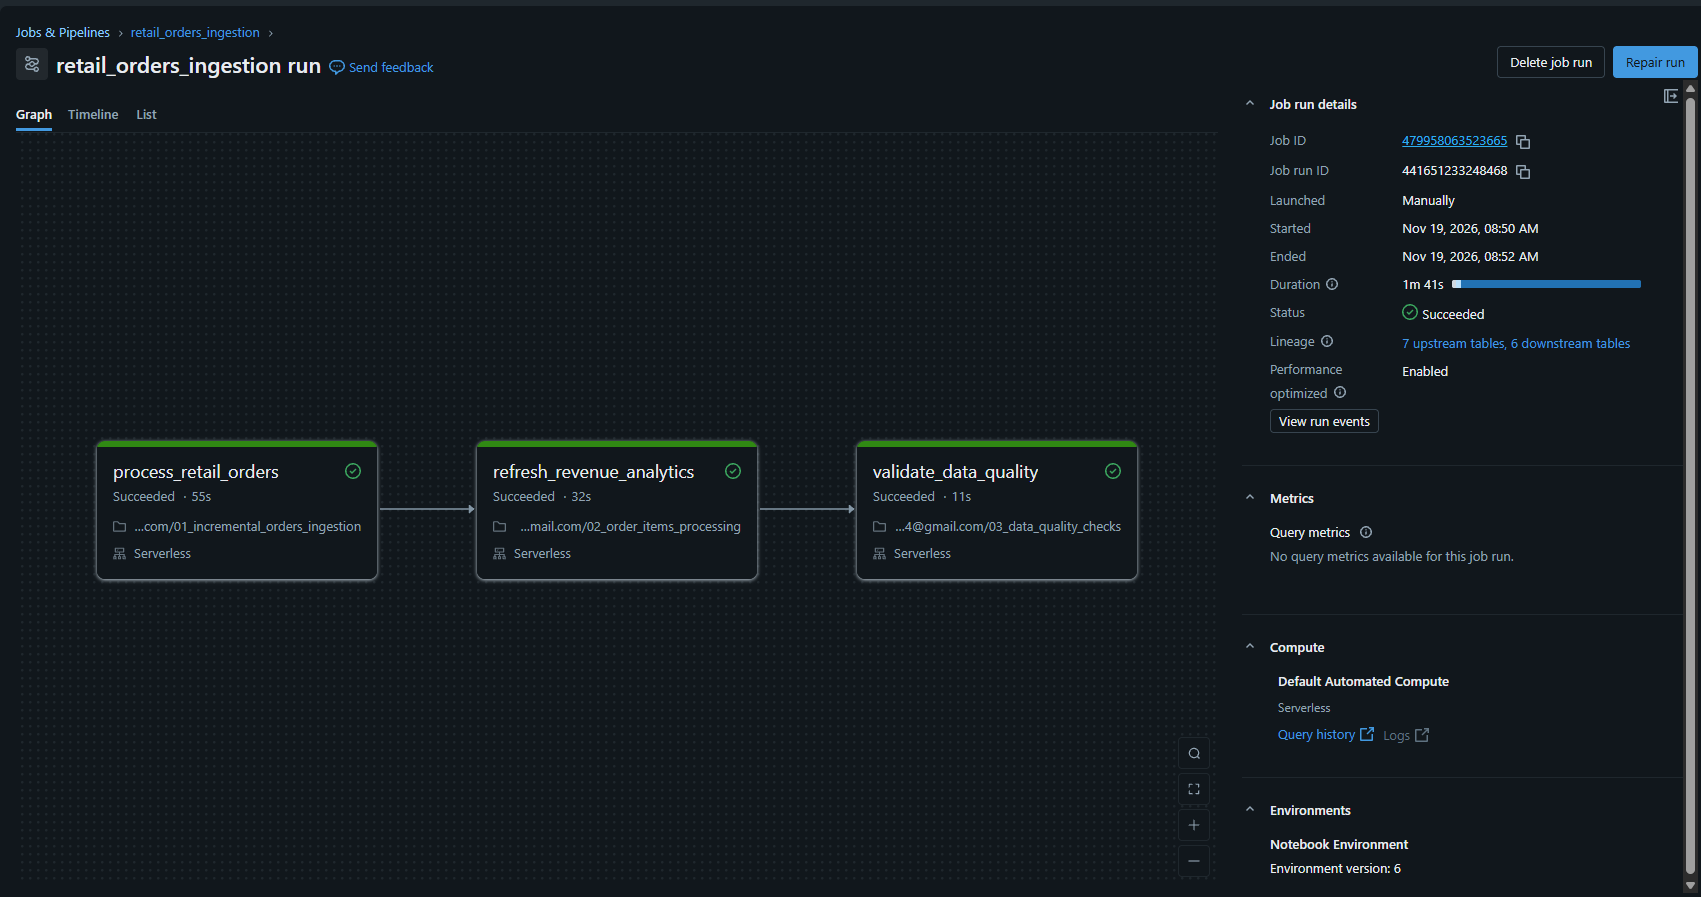 Jobs & Pipelines › retail_orders_ingestion ›
retail_orders_ingestion run Send feedback
Delete job run
Repair run
Graph Timeline List
process_retail_orders
Succeeded · 55s
...com/01_incremental_orders_ingestion
Serverless
refresh_revenue_analytics
Succeeded · 32s
...mail.com/02_order_items_processing
Serverless
validate_data_quality
Succeeded · 11s
...4@gmail.com/03_data_quality_checks
Serverless
Job run details
Job ID 479958063523665
Job run ID 441651233248468
Launched Manually
Started Nov 19, 2026, 08:50 AM
Ended Nov 19, 2026, 08:52 AM
Duration 1m 41s
Status Succeeded
Lineage 7 upstream tables, 6 downstream tables
Performance Enabled
optimized
View run events
Metrics
Query metrics
No query metrics available for this job run.
Compute
Default Automated Compute
Serverless
Query history Logs
Environments
Notebook Environment
Environment version: 6